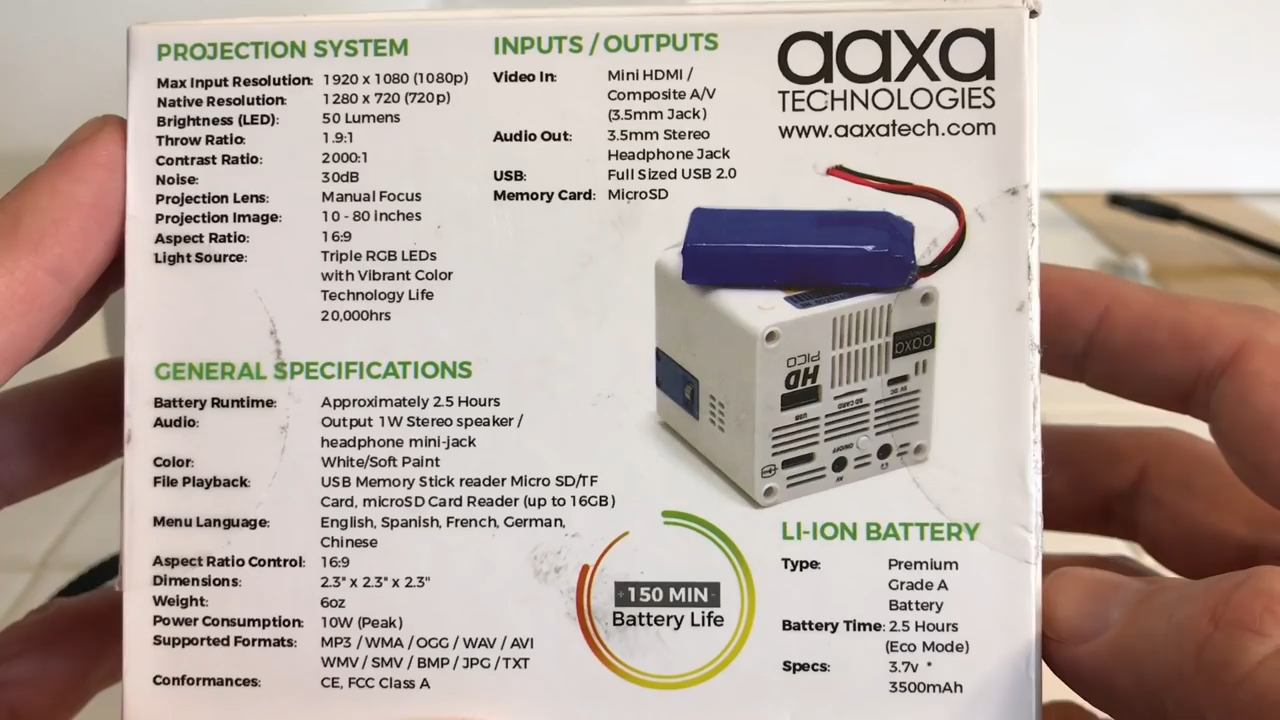 PROJECTION SYSTEM
Max Input Resolution: 1920 x 1080 (1080p)
Native Resolution: 1280 x 720 (720p)
Brightness (LED): 50 Lumens
Throw Ratio: 1.9:1
Contrast Ratio: 2000:1
Noise: 30dB
Projection Lens: Manual Focus
Projection Image: 10 - 80 inches
Aspect Ratio: 16:9
Light Source: Triple RGB LEDs
with Vibrant Color
Technology Life
20,000hrs
INPUTS / OUTPUTS
Video In: Mini HDMI /
Composite A/V
(3.5mm Jack)
Audio Out: 3.5mm Stereo
Headphone Jack
USB: Full Sized USB 2.0
Memory Card: MicroSD
aaxa
TECHNOLOGIES
www.aaxatech.com
aaxa
HD
PICO
USB
SD CARD
5V DC
ON/OFF
AV
GENERAL SPECIFICATIONS
Battery Runtime: Approximately 2.5 Hours
Audio: Output 1W Stereo speaker /
headphone mini-jack
Color: White/Soft Paint
File Playback: USB Memory Stick reader Micro SD/TF
Card, microSD Card Reader (up to 16GB)
Menu Language: English, Spanish, French, German,
Chinese
Aspect Ratio Control: 16:9
Dimensions: 2.3" x 2.3" x 2.3"
Weight: 6oz
Power Consumption: 10W (Peak)
Supported Formats: MP3 / WMA / OGG / WAV / AVI
WMV / SMV / BMP / JPG / TXT
Conformances: CE, FCC Class A
+150 MIN-
Battery Life
LI-ION BATTERY
Type: Premium
Grade A
Battery
Battery Time: 2.5 Hours
(Eco Mode)
Specs: 3.7v *
3500mAh